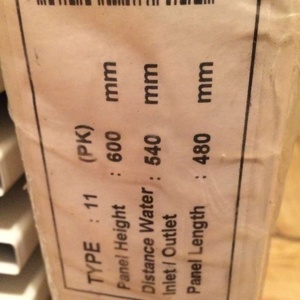 TYPE : 11 (PK)
Panel Height : 600 mm
Distance Water : 540 mm
Inlet / Outlet
Panel Length : 480 mm